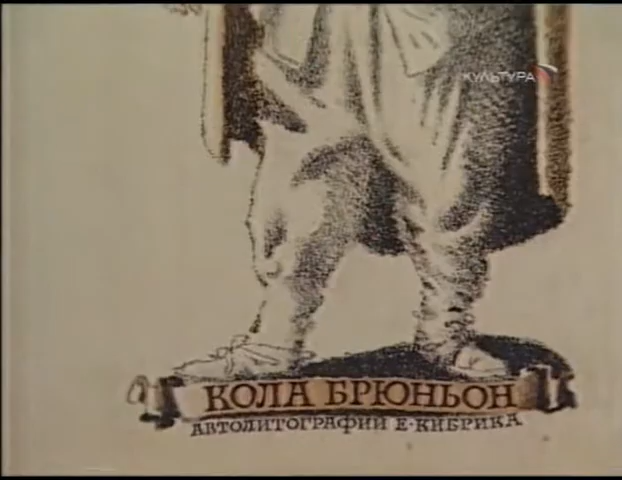 КУЛЬТУРА
КОЛА БРЮНЬОН
АВТОЛИТОГРАФИИ Е·КИБРИКА